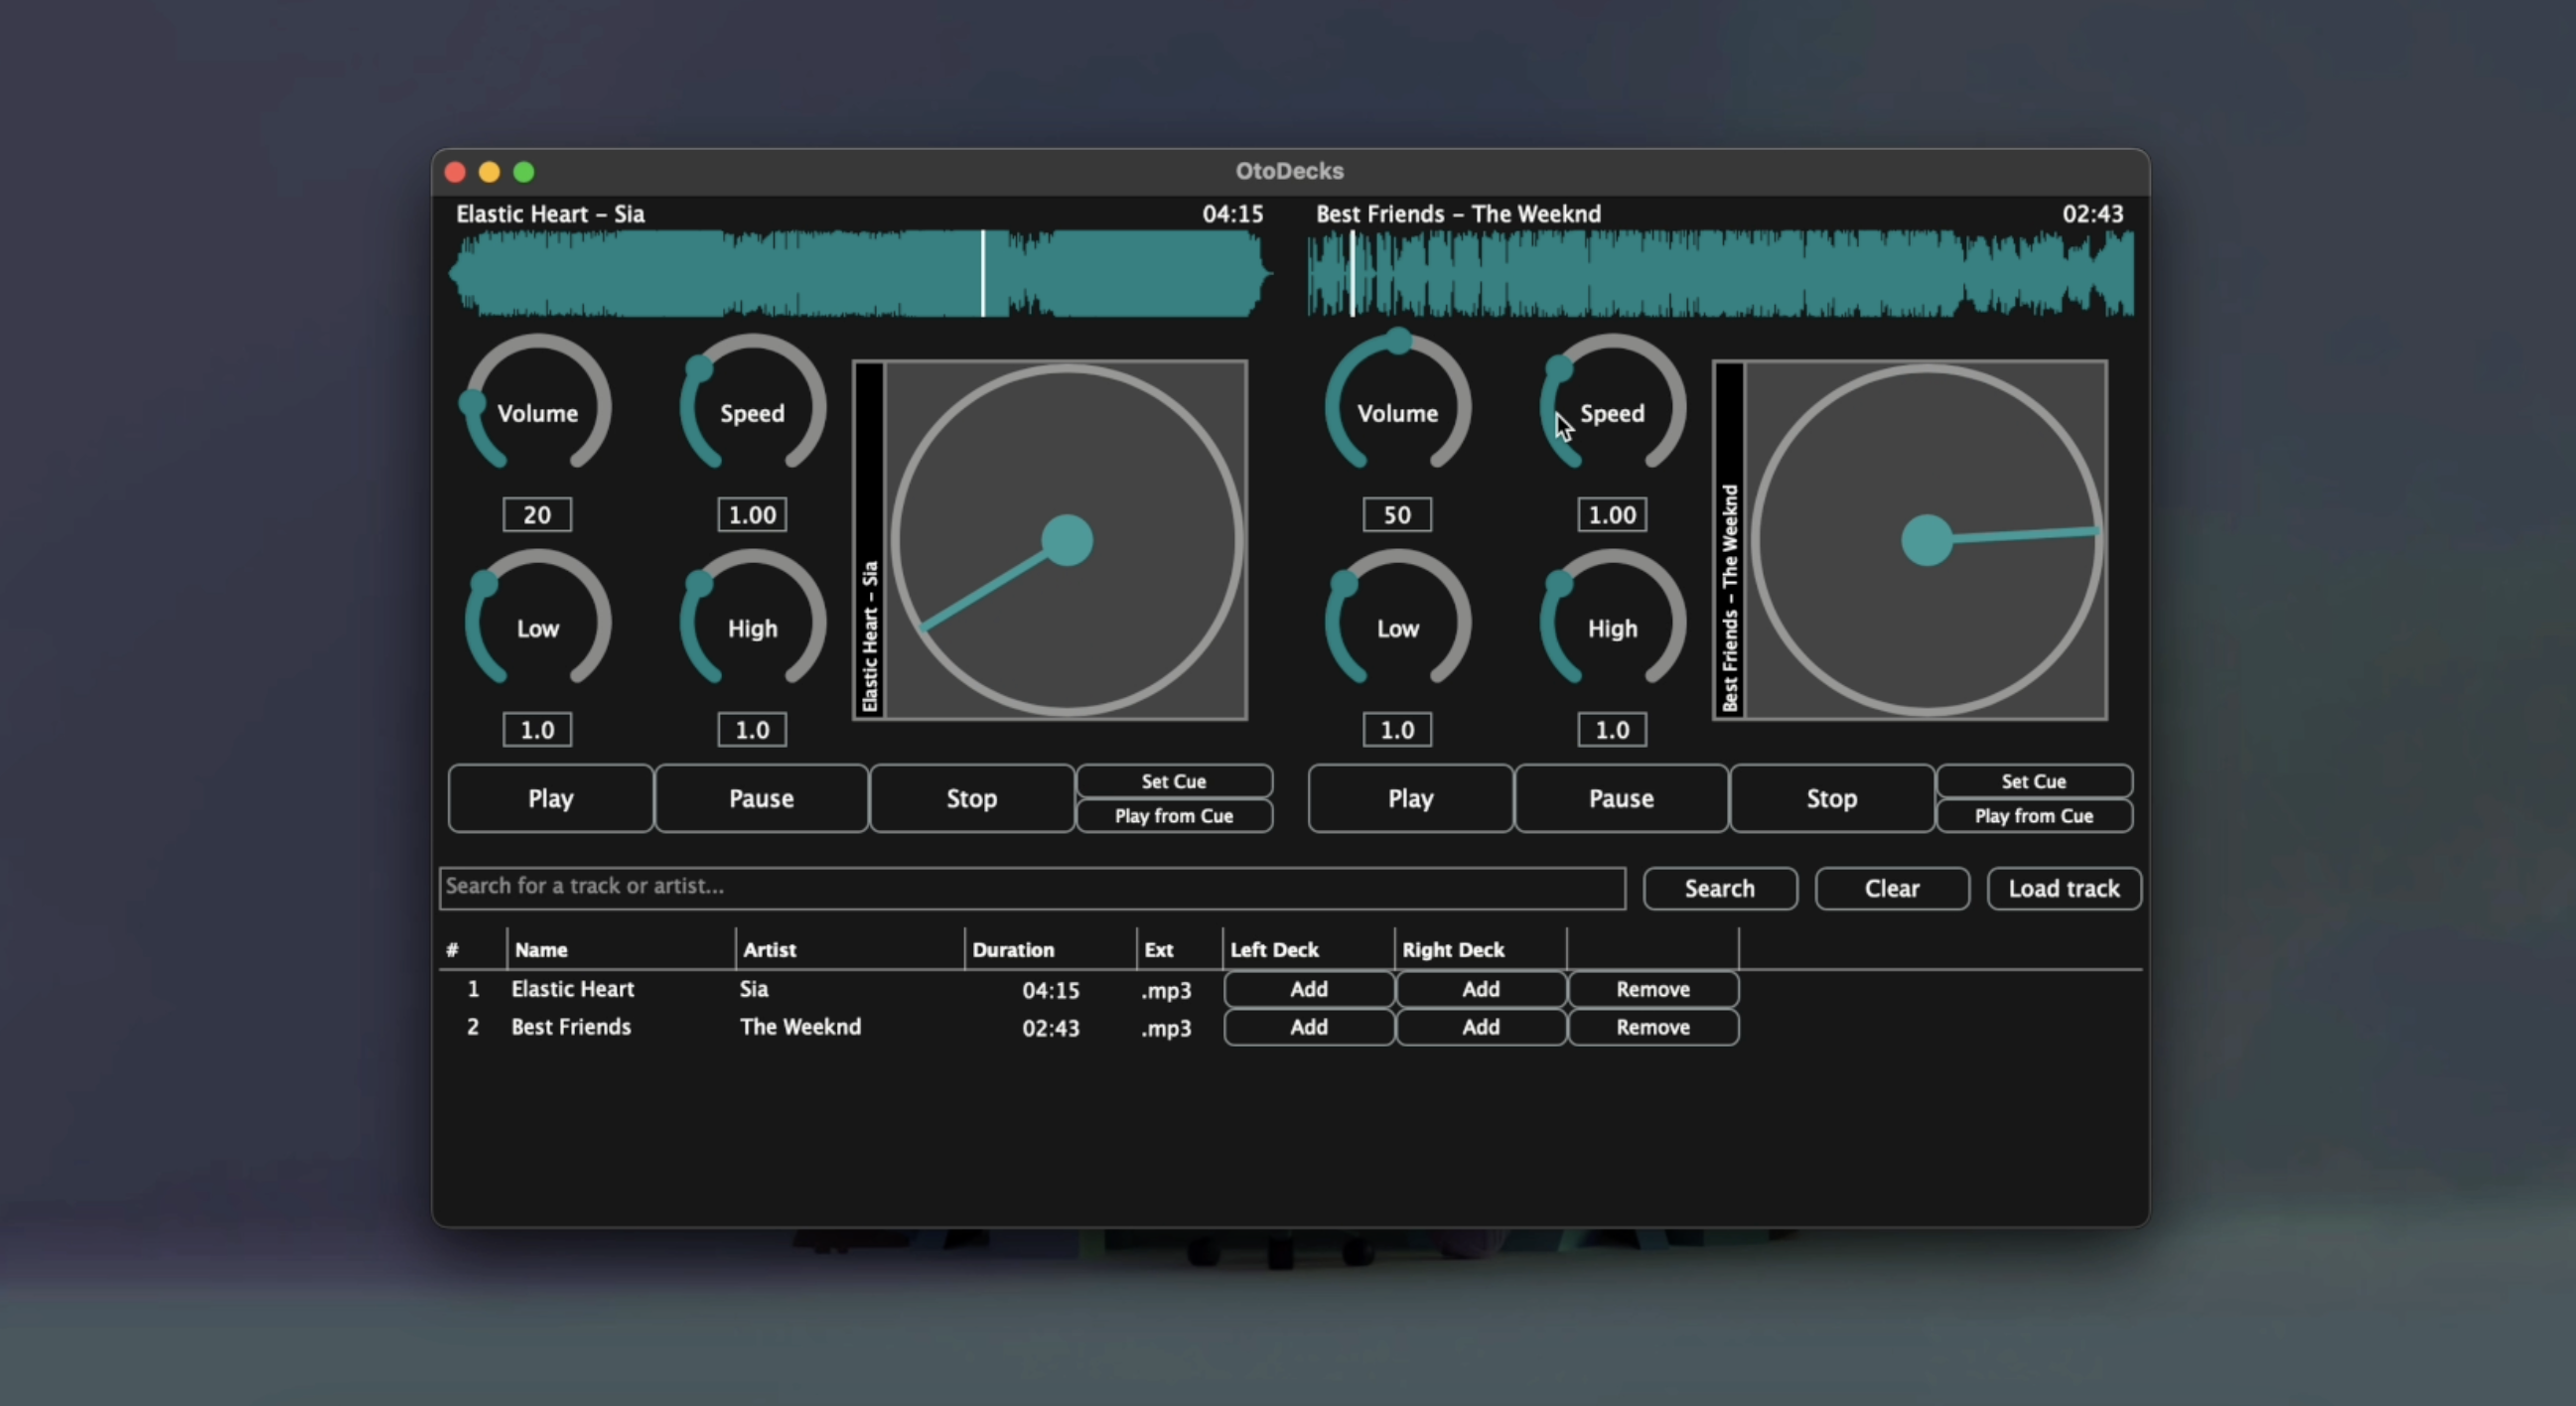 OtoDecks
Elastic Heart – Sia 04:15
Best Friends – The Weeknd 02:43
Volume Speed
20 1.00
Low High
1.0 1.0
Elastic Heart – Sia
Volume Speed
50 1.00
Low High
1.0 1.0
Best Friends – The Weeknd
Play Pause Stop Set Cue
Play from Cue
Play Pause Stop Set Cue
Play from Cue
Search for a track or artist... Search Clear Load track
# Name Artist Duration Ext Left Deck Right Deck
1 Elastic Heart Sia 04:15 .mp3 Add Add Remove
2 Best Friends The Weeknd 02:43 .mp3 Add Add Remove